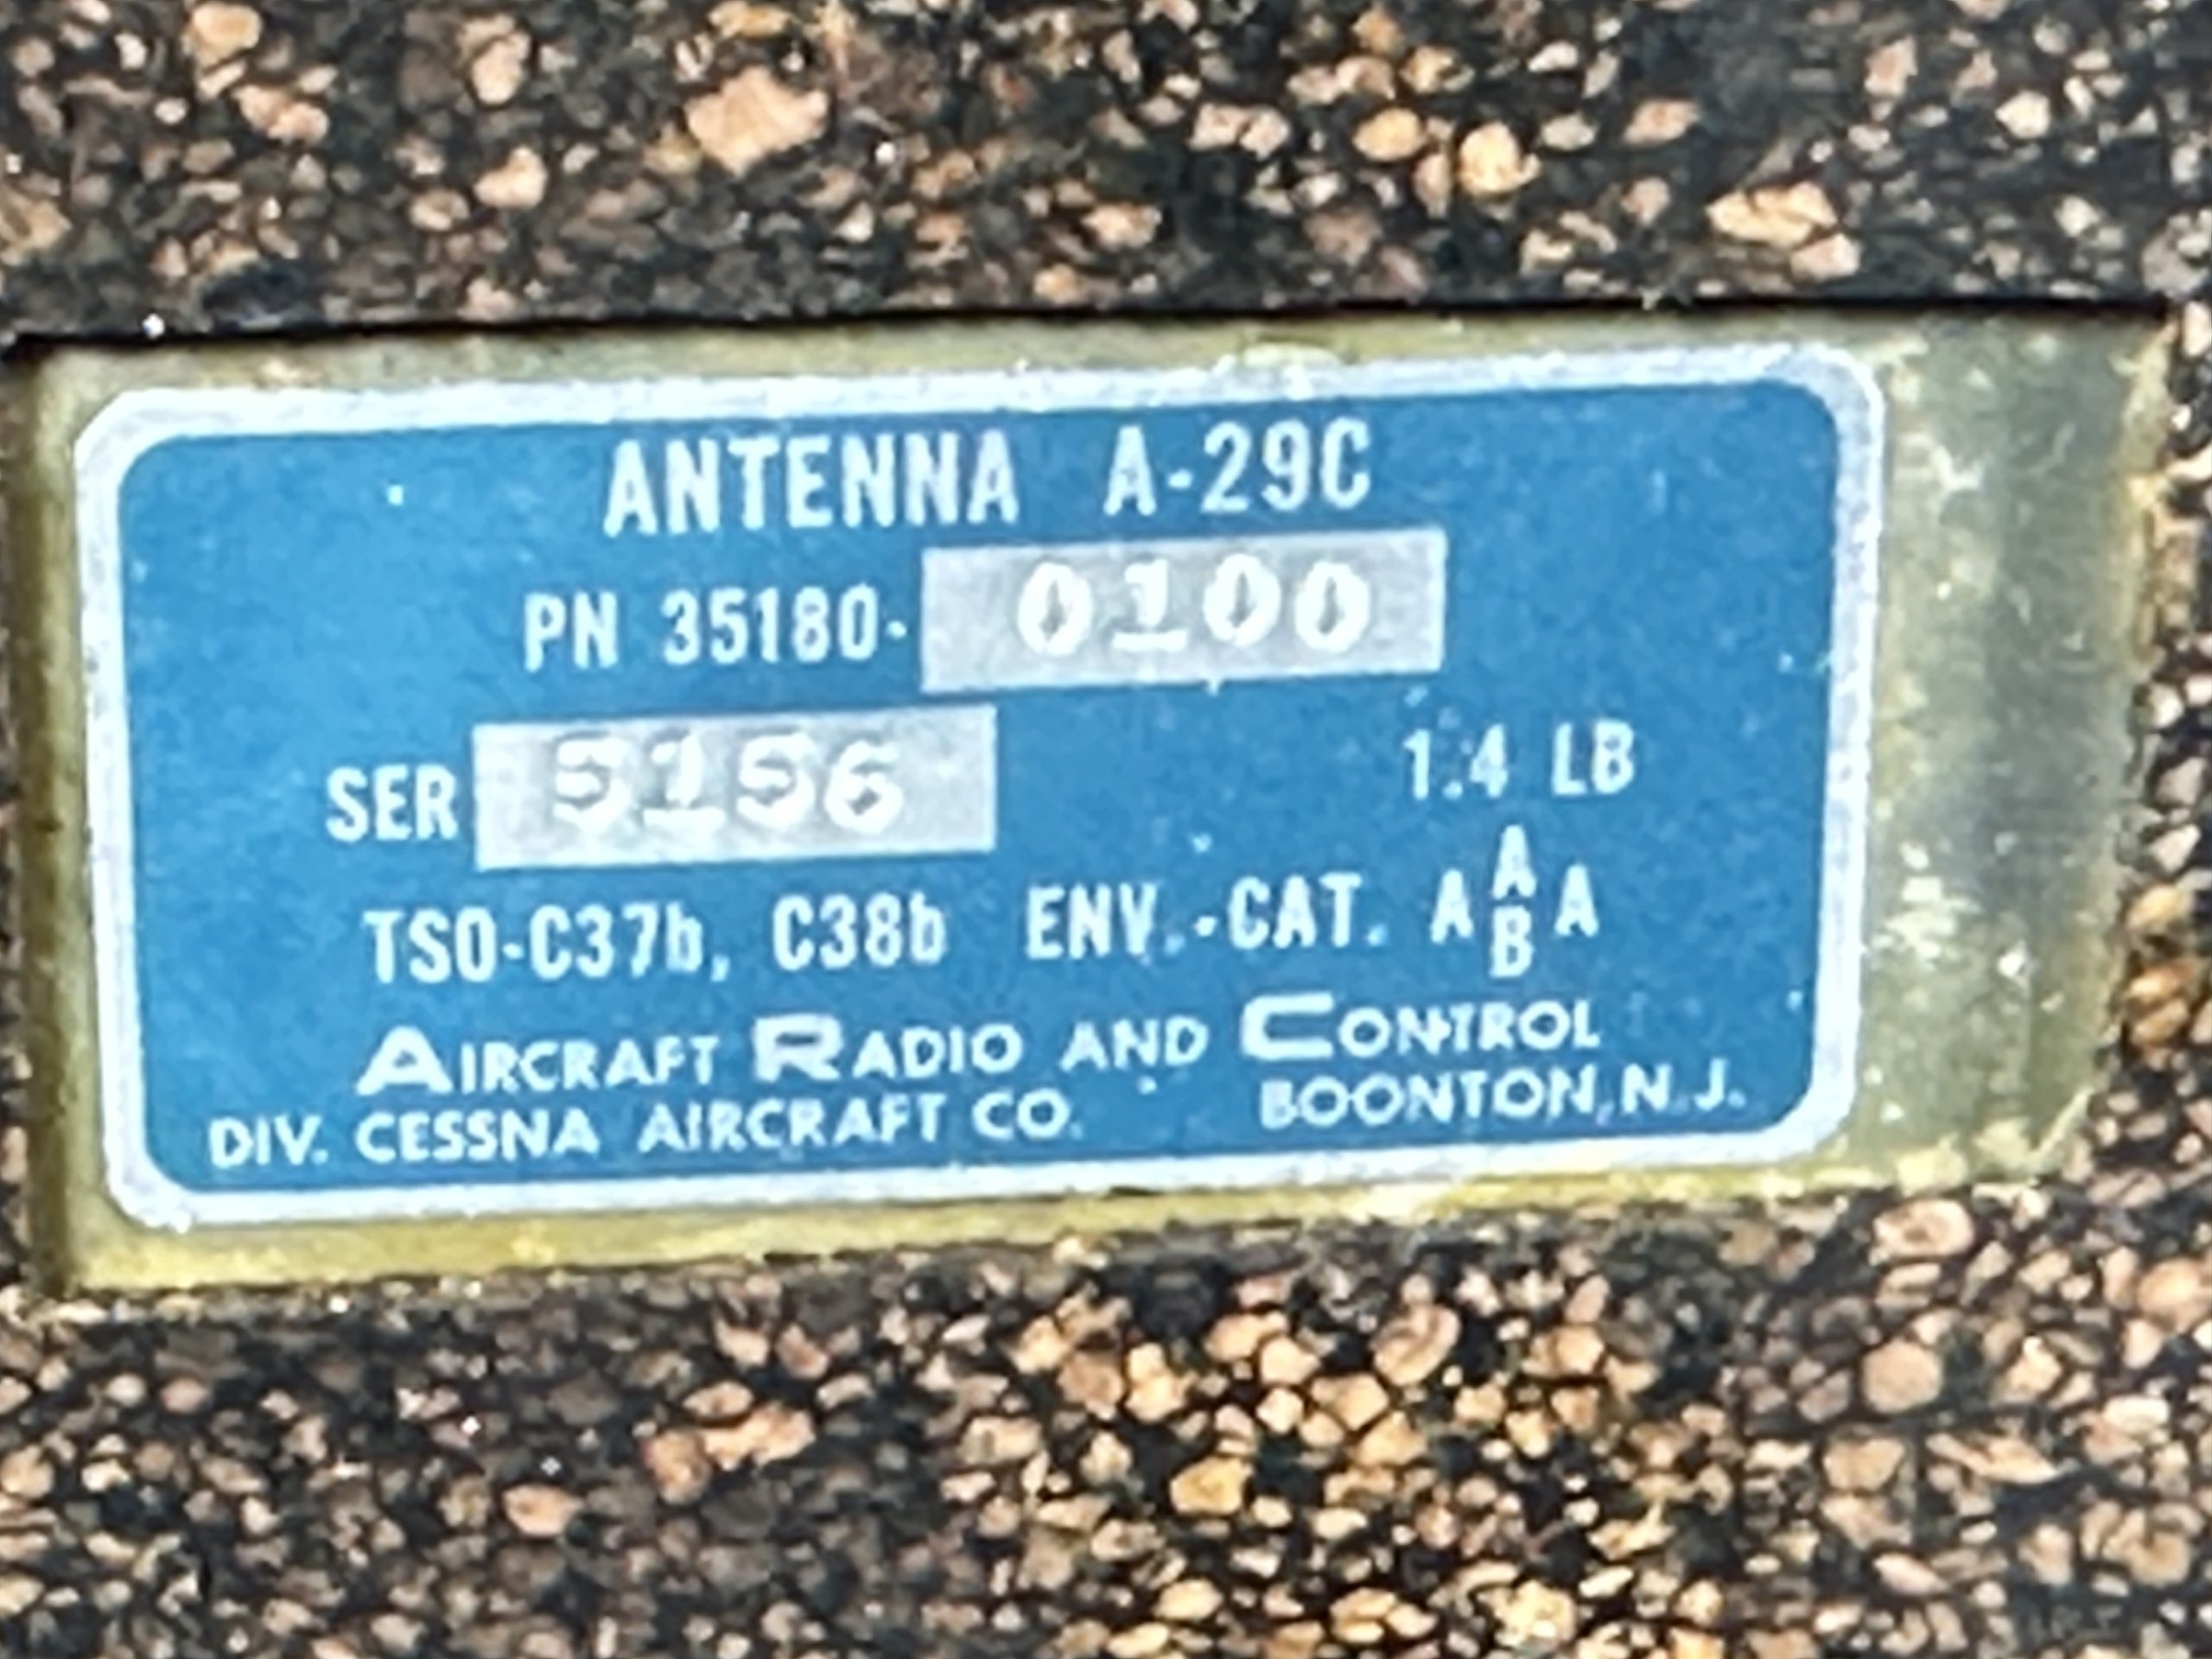 ANTENNA A-29C
PN 35180-0100
SER 5156
1.4 LB
TSO-C37b, C38b ENV.-CAT. A A/B A
AIRCRAFT RADIO AND CONTROL
DIV. CESSNA AIRCRAFT CO. BOONTON, N.J.